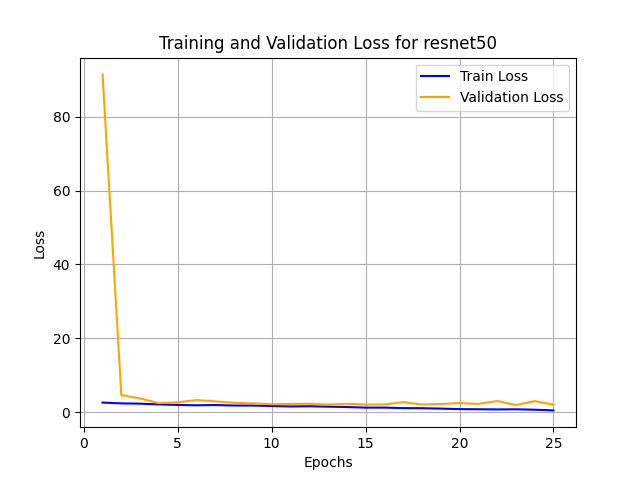 Training and Validation Loss for resnet50
Train Loss
Validation Loss
80
60
40
20
0
Loss
0 5 10 15 20 25
Epochs